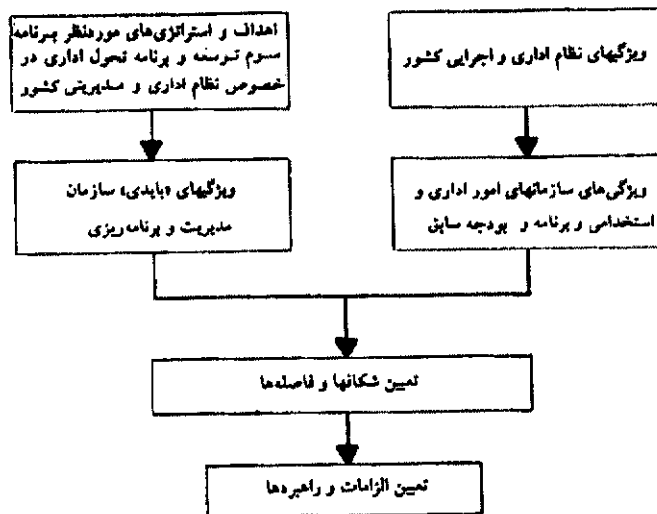 ویژگیهای نظام اداری و اجرایی کشور
اهداف و استراتژی‌های موردنظر برنامه
سوم توسعه و برنامه تحول اداری در
خصوص نظام اداری و مدیریتی کشور
ویژگی‌های سازمانهای امور اداری و
استخدامی و برنامه و بودجه سابق
ویژگیهای «بایدی» سازمان
مدیریت و برنامه‌ریزی
تعیین شکافها و فاصله‌ها
تعیین الزامات و راهبردها